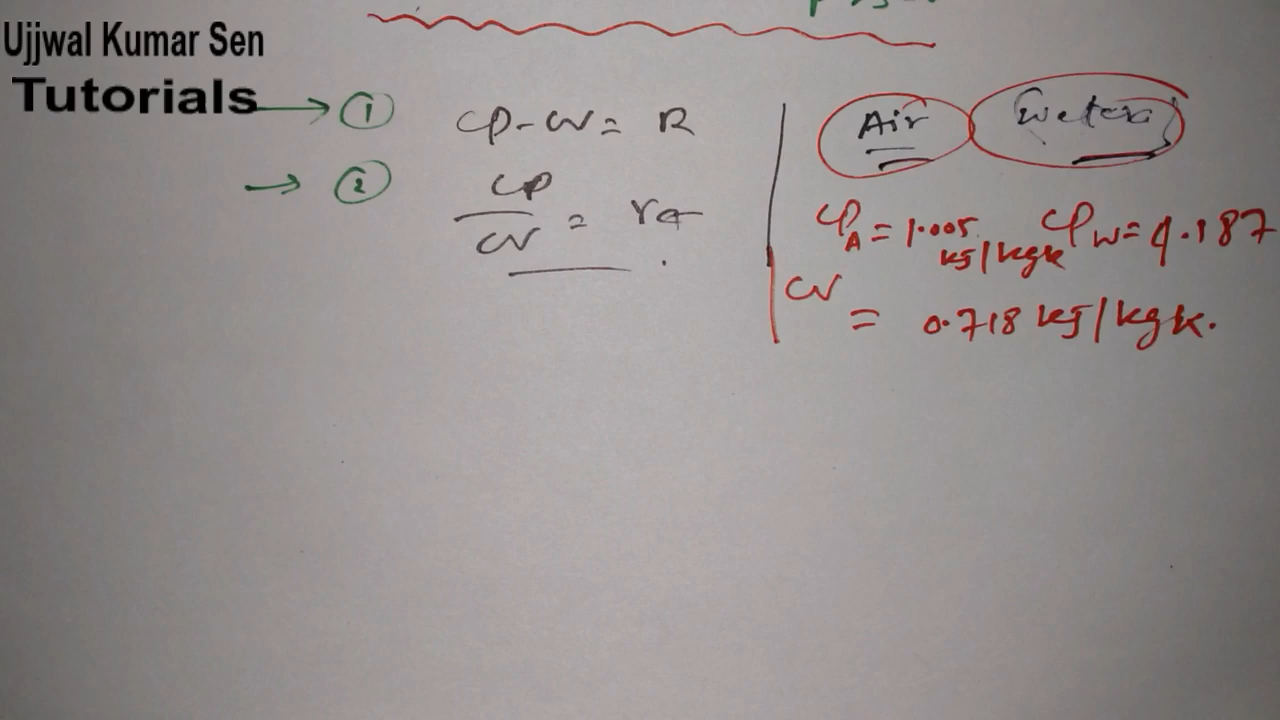 Ujjwal Kumar Sen
Tutorials
① Cp - Cv = R
② Cp / Cv = γ
Air
Water
CpA = 1.005 kJ/kgk
Cpw = 4.187
Cv = 0.718 kJ/kgk.